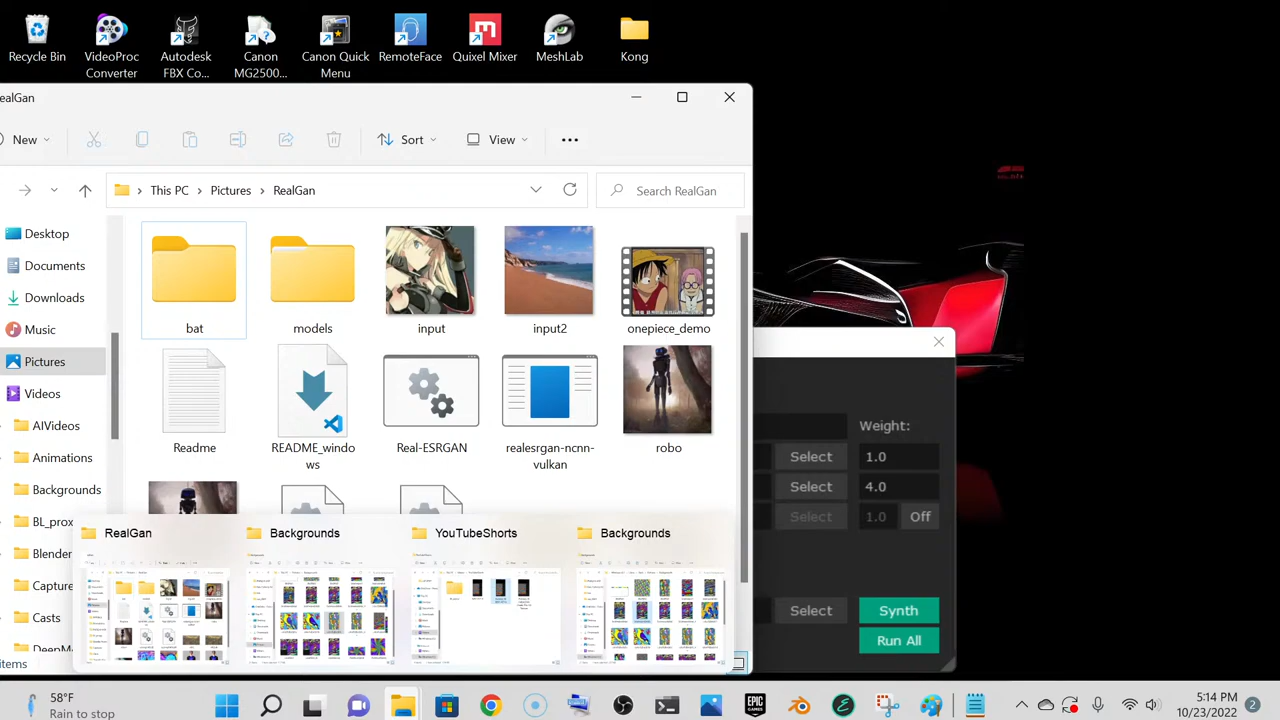 Recycle Bin
VideoProc
Converter
Autodesk
FBX Co...
Canon
MG2500...
Canon Quick
Menu
RemoteFace
Quixel Mixer
MeshLab
Kong
ealGan
New
Sort
View
This PC
Pictures
RealGan
Search RealGan
Desktop
Documents
Downloads
Music
Pictures
Videos
AIVideos
Animations
Backgrounds
BL_prox
Blender
Capture
bat
models
input
input2
onepiece_demo
Readme
README_windo
ws
Real-ESRGAN
realesrgan-ncnn-
vulkan
robo
Weight:
Select
1.0
Select
4.0
Select
1.0
Off
Select
Synth
Run All
RealGan
Backgrounds
YouTubeShorts
Backgrounds
items
58°F
n to stop
EPIC
GAMES
5:14 PM
10/23/2022
2